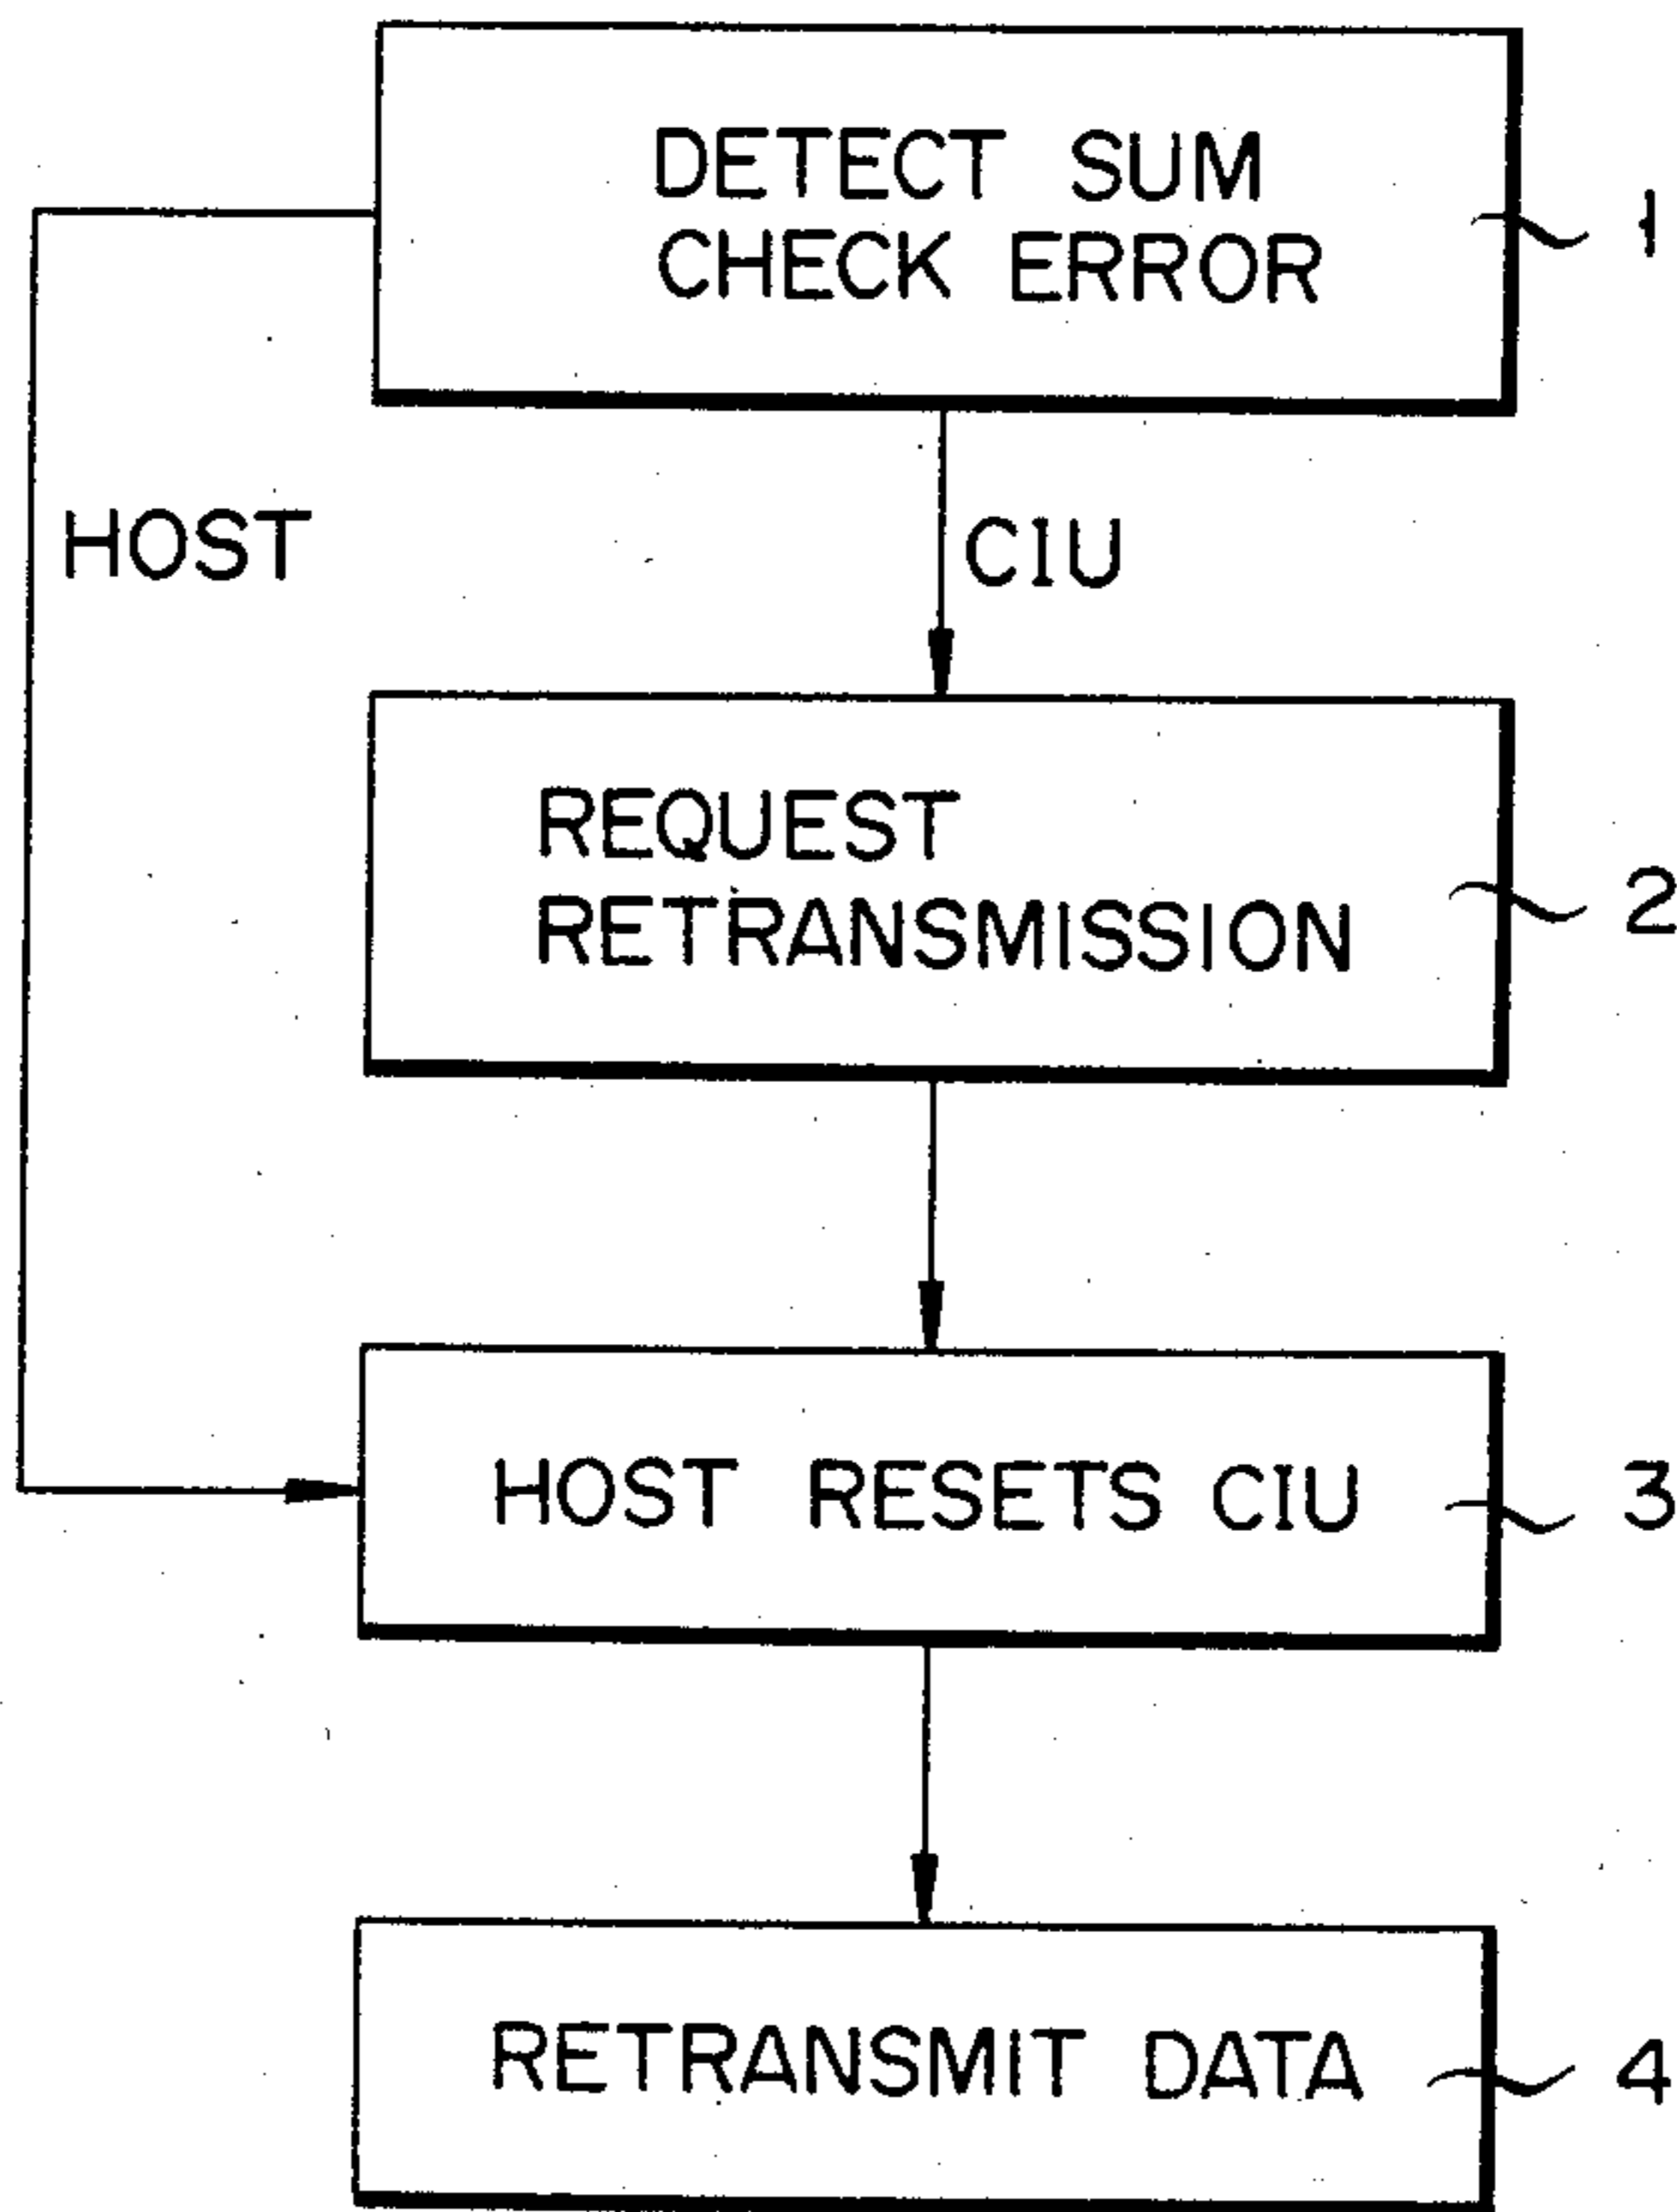 DETECT SUM
CHECK ERROR
1
HOST
CIU
REQUEST
RETRANSMISSION
2
HOST RESETS CIU
3
RETRANSMIT DATA
4